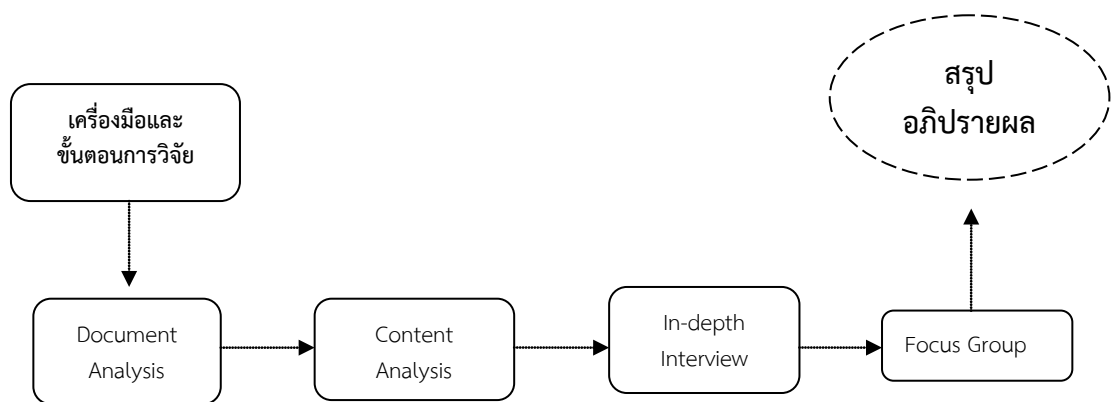 สรุป
อภิปรายผล
เครื่องมือและ
ขั้นตอนการวิจัย
Document
Analysis
Content
Analysis
In-depth
Interview
Focus Group